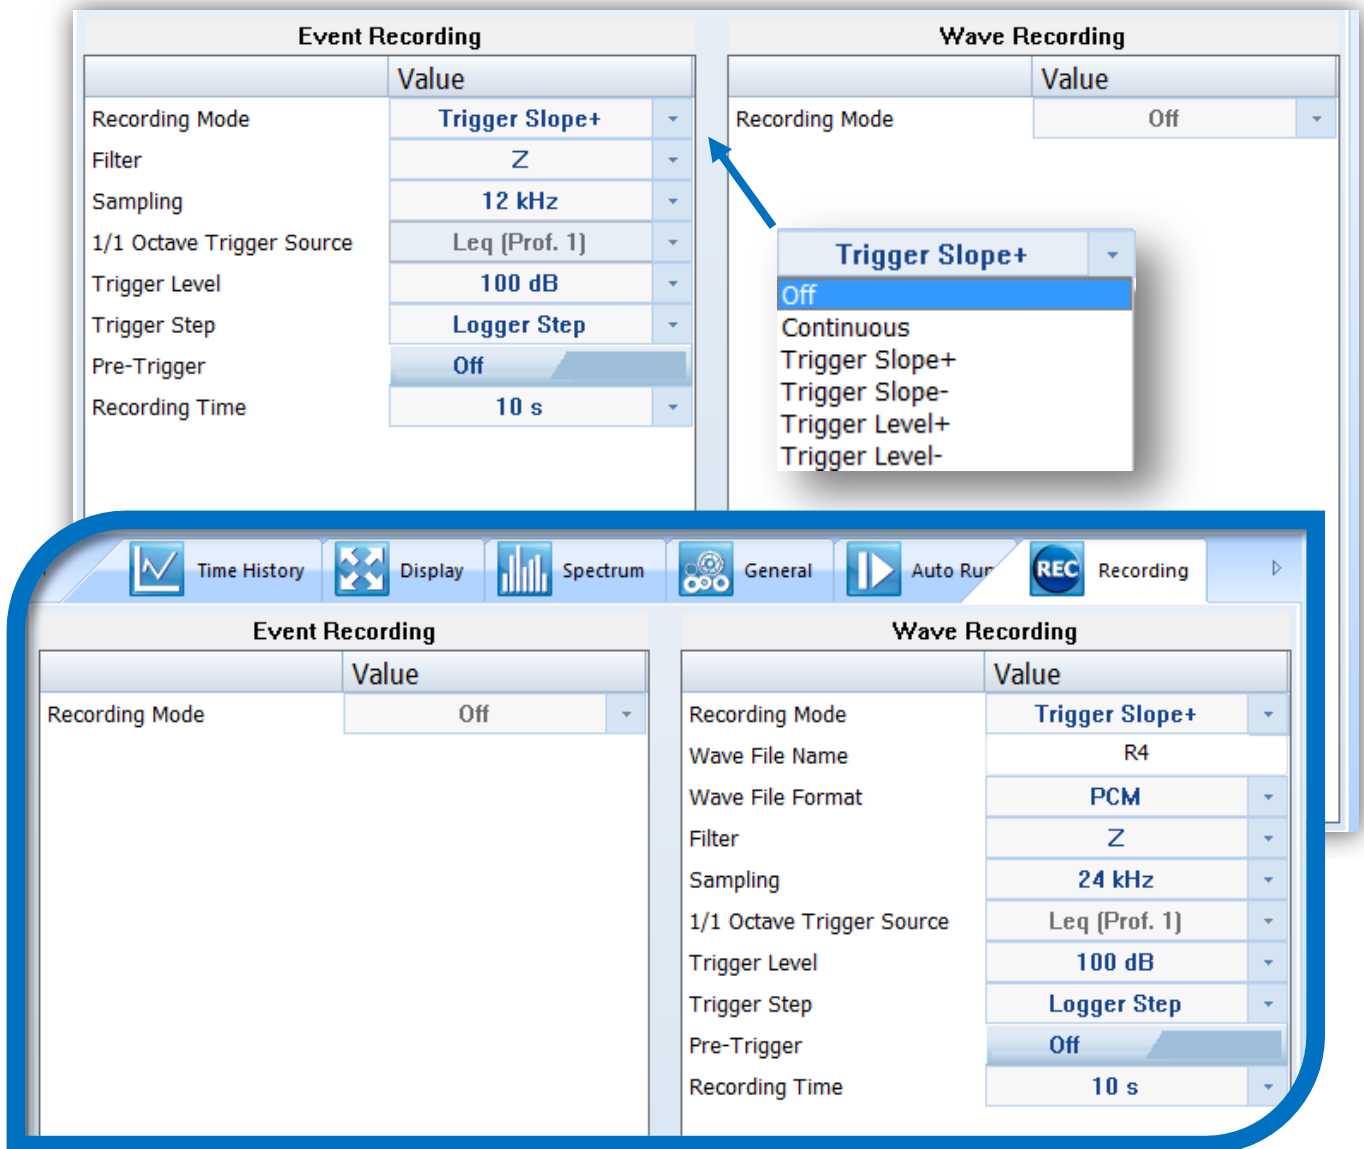 Event Recording
Value
Recording Mode Trigger Slope+
Filter Z
Sampling 12 kHz
1/1 Octave Trigger Source Leq (Prof. 1)
Trigger Level 100 dB
Trigger Step Logger Step
Pre-Trigger Off
Recording Time 10 s
Wave Recording
Value
Recording Mode Off
Trigger Slope+
Off
Continuous
Trigger Slope+
Trigger Slope-
Trigger Level+
Trigger Level-
Time History Display Spectrum General Auto Run REC Recording
Event Recording
Value
Recording Mode Off
Wave Recording
Value
Recording Mode Trigger Slope+
Wave File Name R4
Wave File Format PCM
Filter Z
Sampling 24 kHz
1/1 Octave Trigger Source Leq (Prof. 1)
Trigger Level 100 dB
Trigger Step Logger Step
Pre-Trigger Off
Recording Time 10 s